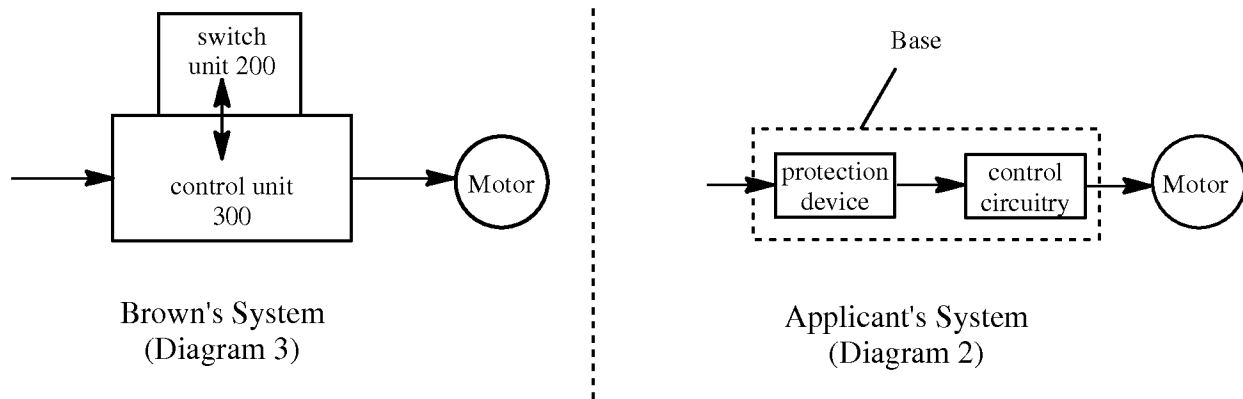 switch
unit 200
control unit
300
Motor
Brown's System
(Diagram 3)
Base
protection
device
control
circuitry
Motor
Applicant's System
(Diagram 2)